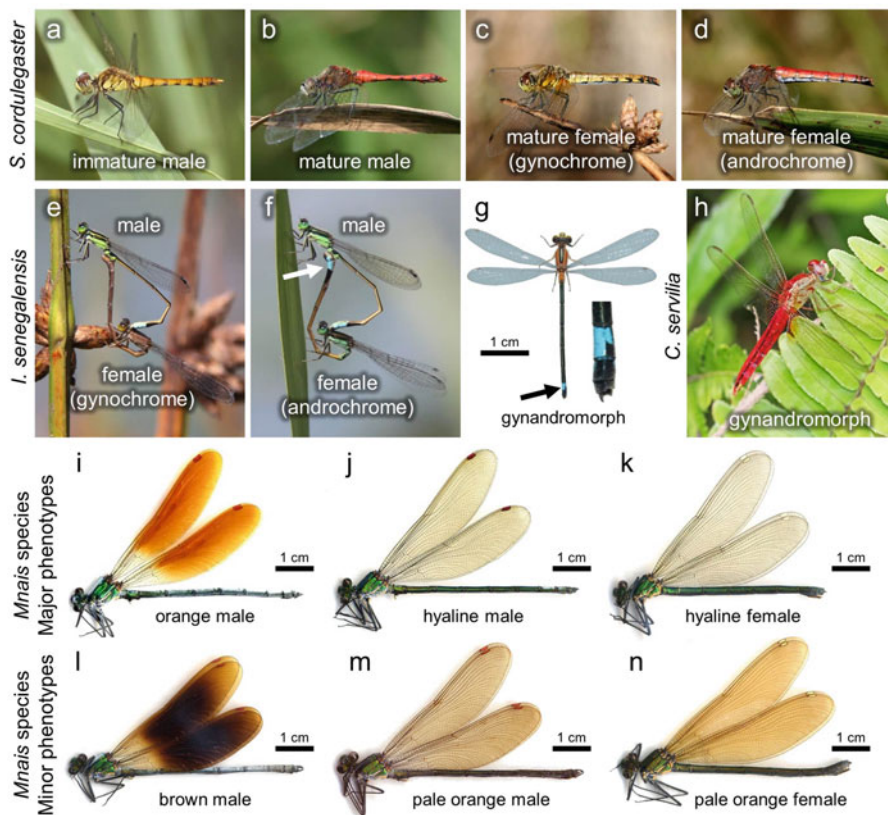 S. cordulegaster
a
immature male
b
mature male
c
mature female
(gynochrome)
d
mature female
(androchrome)
I. senegalensis
e
male
female
(gynochrome)
f
male
female
(androchrome)
g
1 cm
gynandromorph
C. servilia
h
gynandromorph
Mnais species
Major phenotypes
i
1 cm
orange male
j
1 cm
hyaline male
k
1 cm
hyaline female
Mnais species
Minor phenotypes
l
1 cm
brown male
m
1 cm
pale orange male
n
1 cm
pale orange female